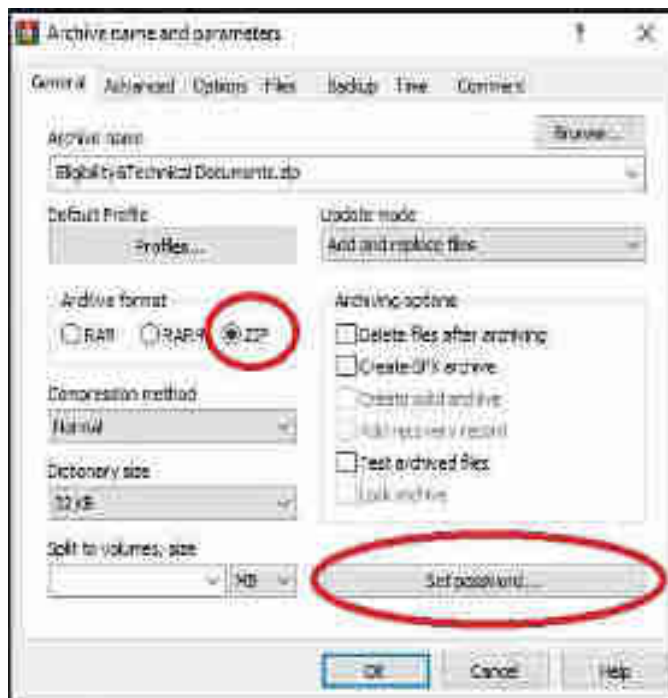 Archive name and parameters ? X
General Advanced Options Files Backup Time Comment
Archive name Browse...
Eligibility&TechnicalDocuments.zip
Default Profile Update mode
Profiles... Add and replace files
Archive format Archiving options
RAR RAR4 ZIP Delete files after archiving
Create SFX archive
Compression method Create solid archive
Normal Add recovery record
Dictionary size Test archived files
32 KB Lock archive
Split to volumes, size
MB Set password...
OK Cancel Help